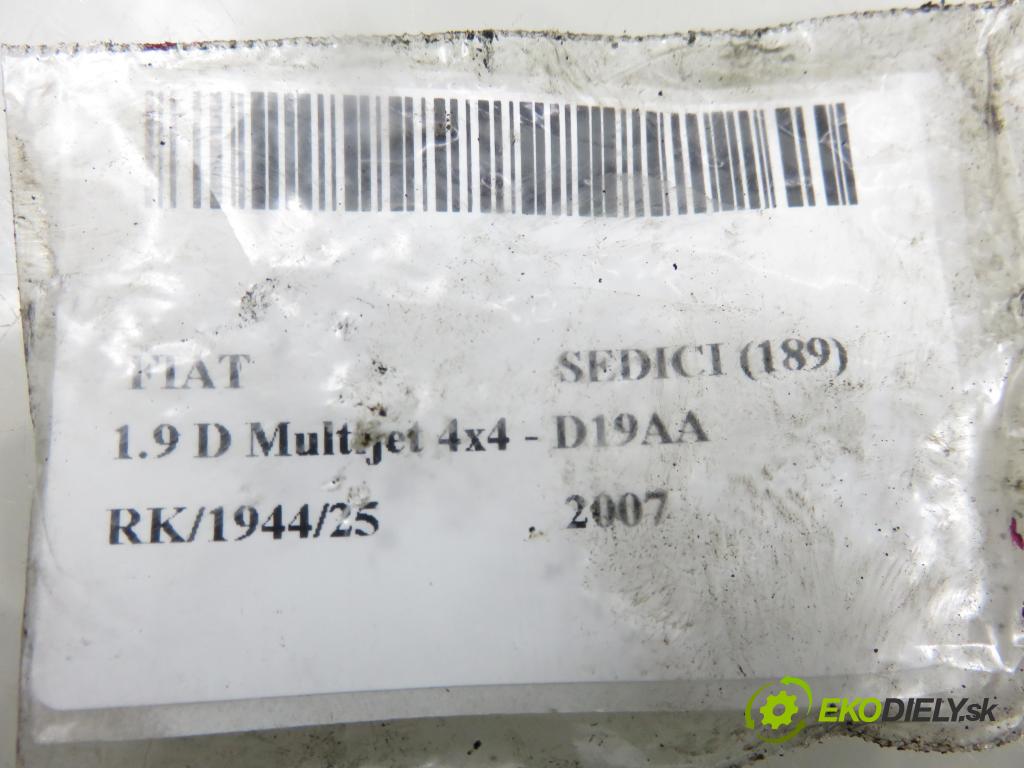 FIAT SEDICI (189)
1.9 D Multijet 4x4 - D19AA
RK/1944/25 2007
EKODIELY.sk